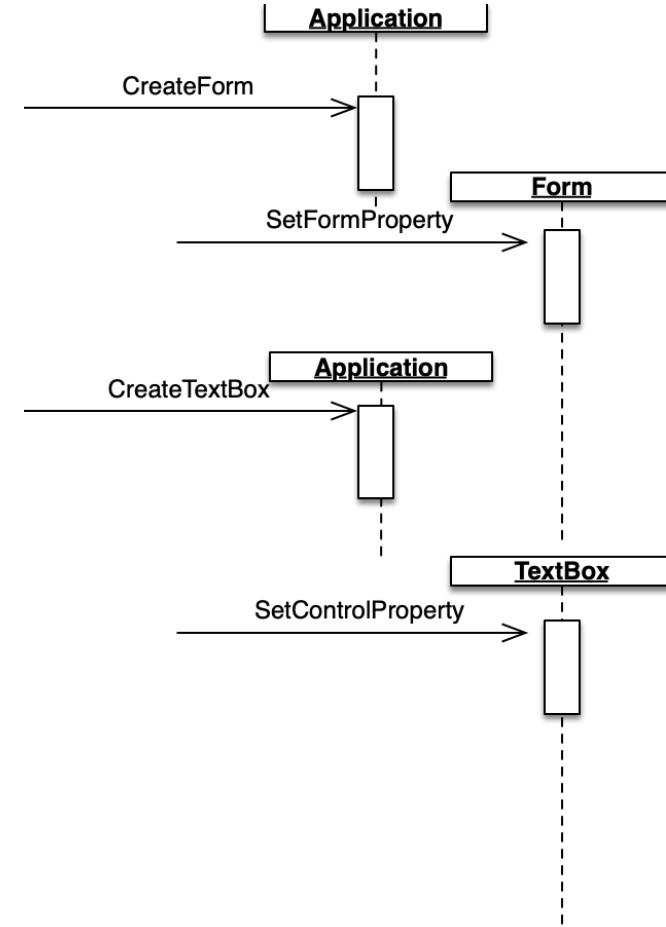 Application
CreateForm
Form
SetFormProperty
Application
CreateTextBox
TextBox
SetControlProperty